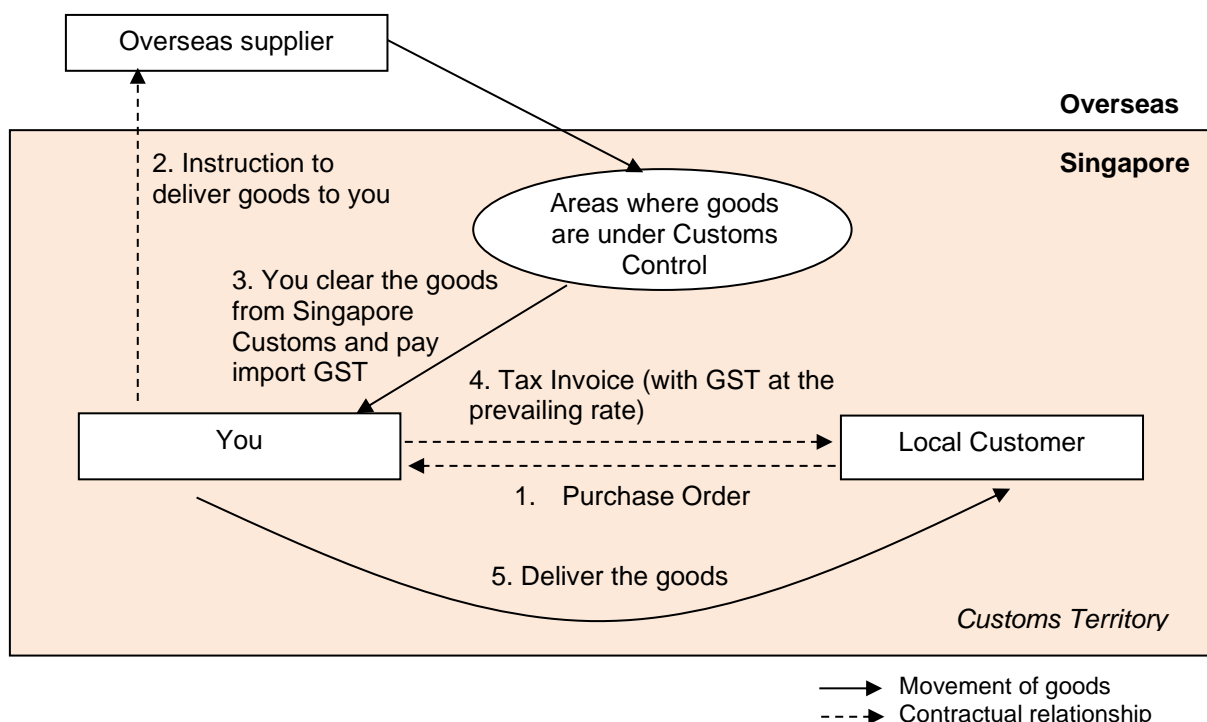 Overseas supplier
Overseas
Singapore
2. Instruction to
deliver goods to you
Areas where goods
are under Customs
Control
3. You clear the goods
from Singapore
Customs and pay
import GST
4. Tax Invoice (with GST at the
prevailing rate)
You
Local Customer
1. Purchase Order
5. Deliver the goods
Customs Territory
Movement of goods
Contractual relationship